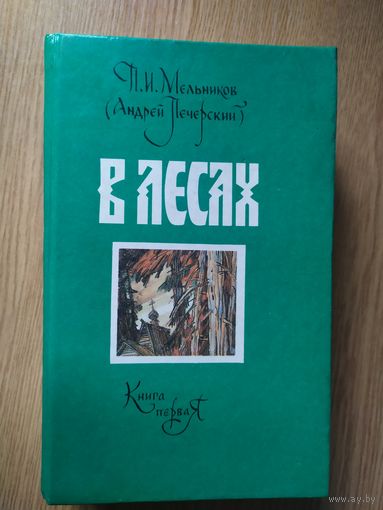 П.И. Мельников
(Андрей Печерский)
В ЛЕСАХ
Книга
первая
www.ay.by